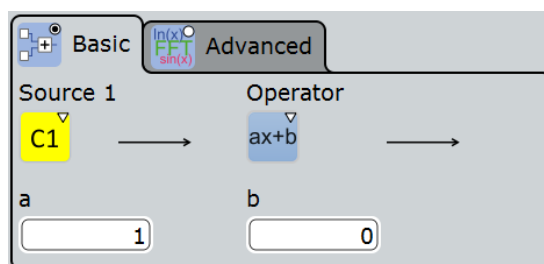 Basic ln(x) FFT sin(x) Advanced
Source 1 Operator
C1 ax+b
a b
1 0